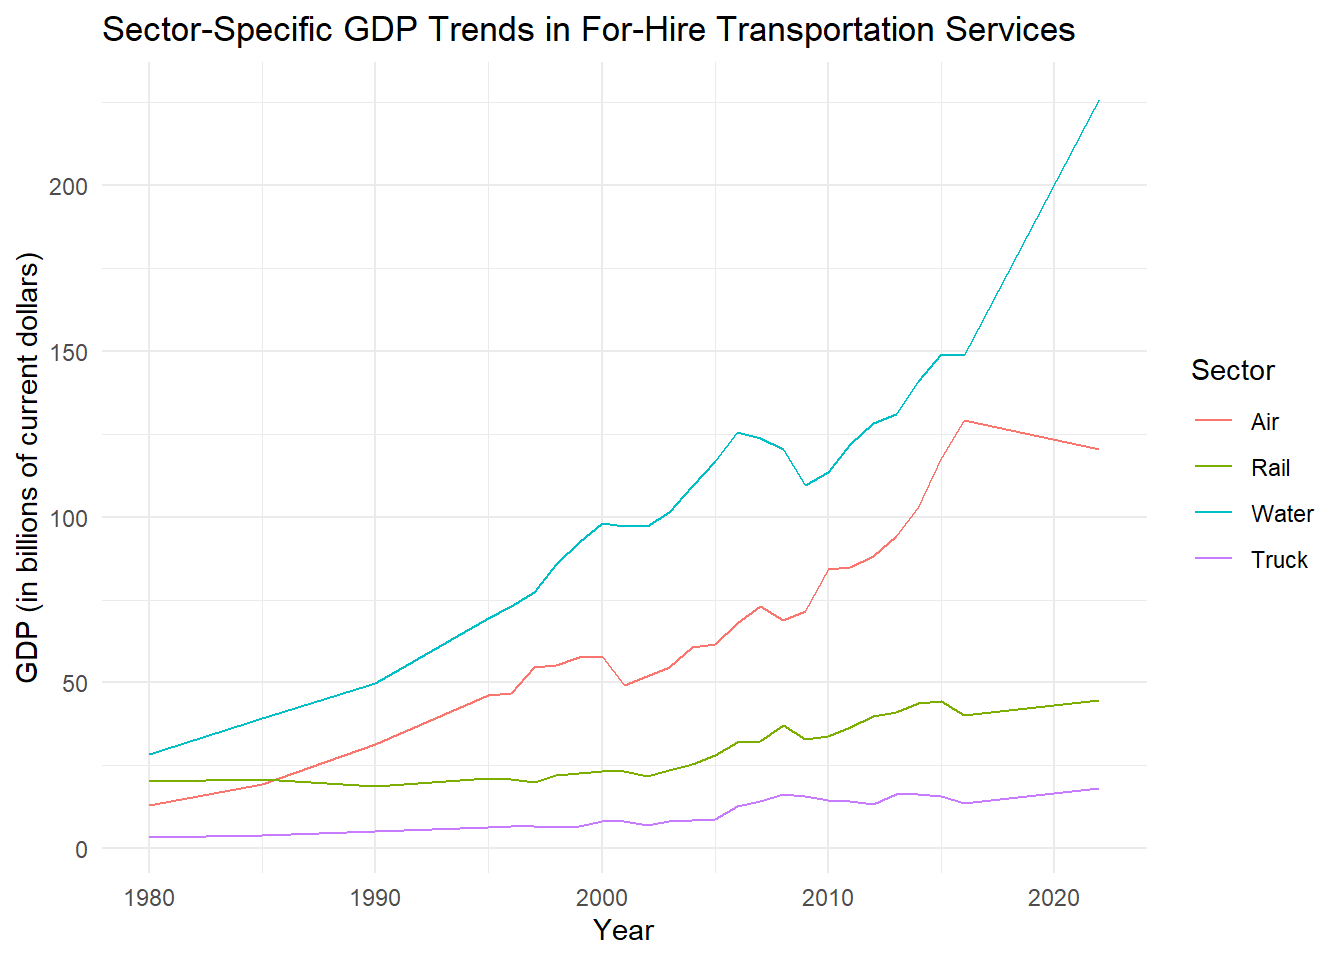 Sector-Specific GDP Trends in For-Hire Transportation Services
GDP (in billions of current dollars)
200
150
100
50
0
1980 1990 2000 2010 2020
Year
Sector
Air
Rail
Water
Truck